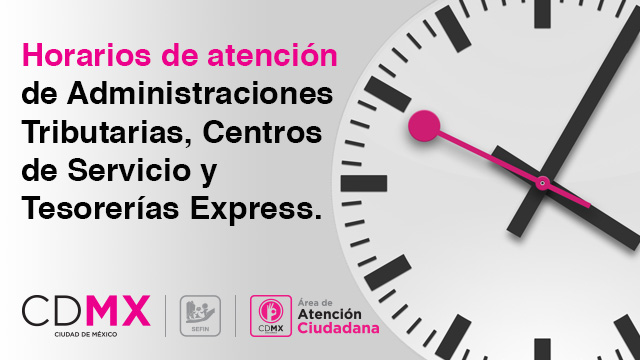 Horarios de atención
de Administraciones
Tributarias, Centros
de Servicio y
Tesorerías Express.
CDMX
CIUDAD DE MÉXICO
SEFIN
CDMX
Área de
Atención
Ciudadana